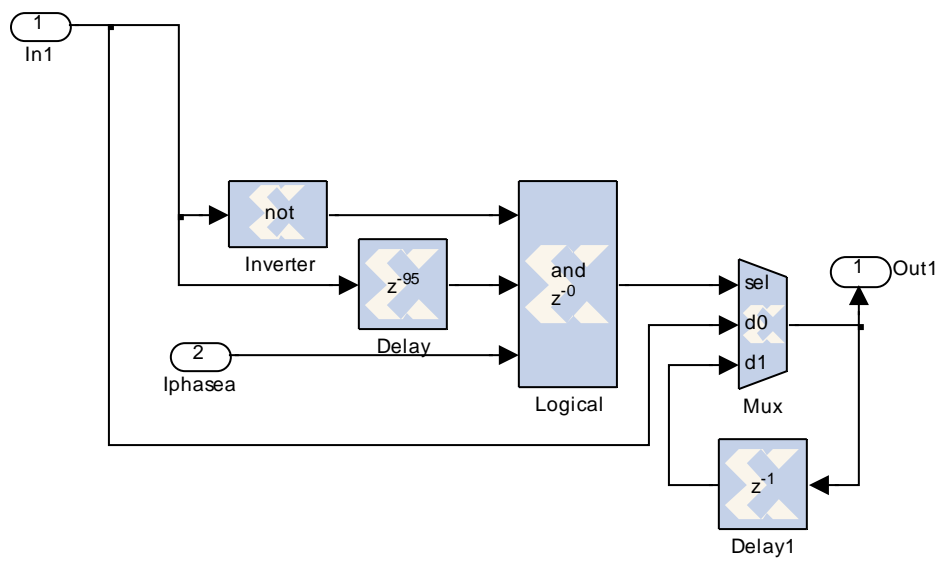 1
In1
not
Inverter
z-95
Delay
2
Iphasea
and
z-0
Logical
sel
d0
d1
Mux
1
Out1
z-1
Delay1